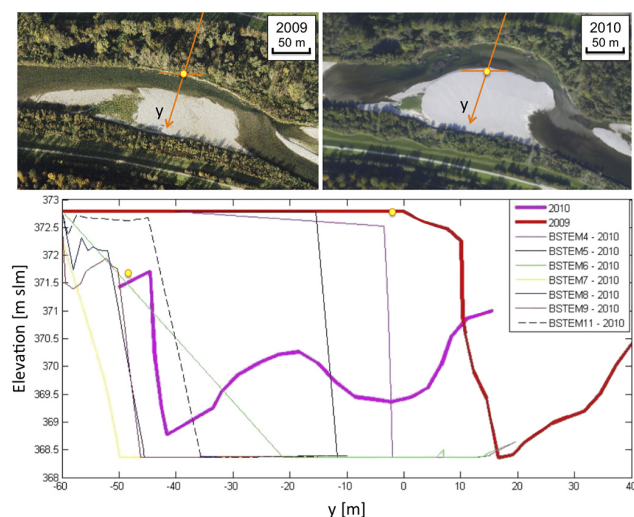 2009
50 m
y
2010
50 m
y
Elevation [m slm]
373
372.5
372
371.5
371
370.5
370
369.5
369
368.5
368
-60
-50
-40
-30
-20
-10
0
10
20
30
40
y [m]
2010
2009
BSTEM4 - 2010
BSTEM5 - 2010
BSTEM6 - 2010
BSTEM7 - 2010
BSTEM8 - 2010
BSTEM9 - 2010
BSTEM11 - 2010